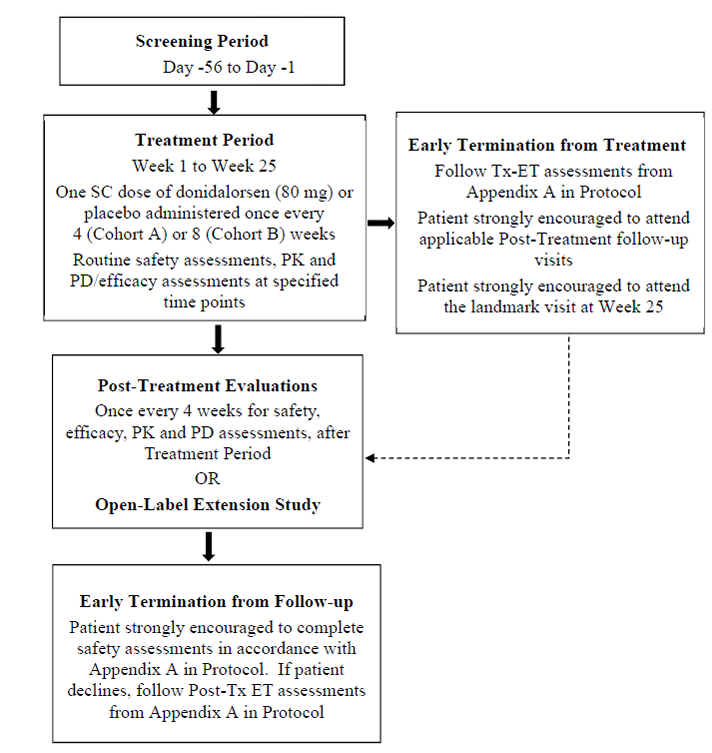 Screening Period
Day -56 to Day -1
Treatment Period
Week 1 to Week 25
One SC dose of donidalorsen (80 mg) or
placebo administered once every
4 (Cohort A) or 8 (Cohort B) weeks
Routine safety assessments, PK and
PD/efficacy assessments at specified
time points
Early Termination from Treatment
Follow Tx-ET assessments from
Appendix A in Protocol
Patient strongly encouraged to attend
applicable Post-Treatment follow-up
visits
Patient strongly encouraged to attend
the landmark visit at Week 25
Post-Treatment Evaluations
Once every 4 weeks for safety,
efficacy, PK and PD assessments, after
Treatment Period
OR
Open-Label Extension Study
Early Termination from Follow-up
Patient strongly encouraged to complete
safety assessments in accordance with
Appendix A in Protocol.  If patient
declines, follow Post-Tx ET assessments
from Appendix A in Protocol